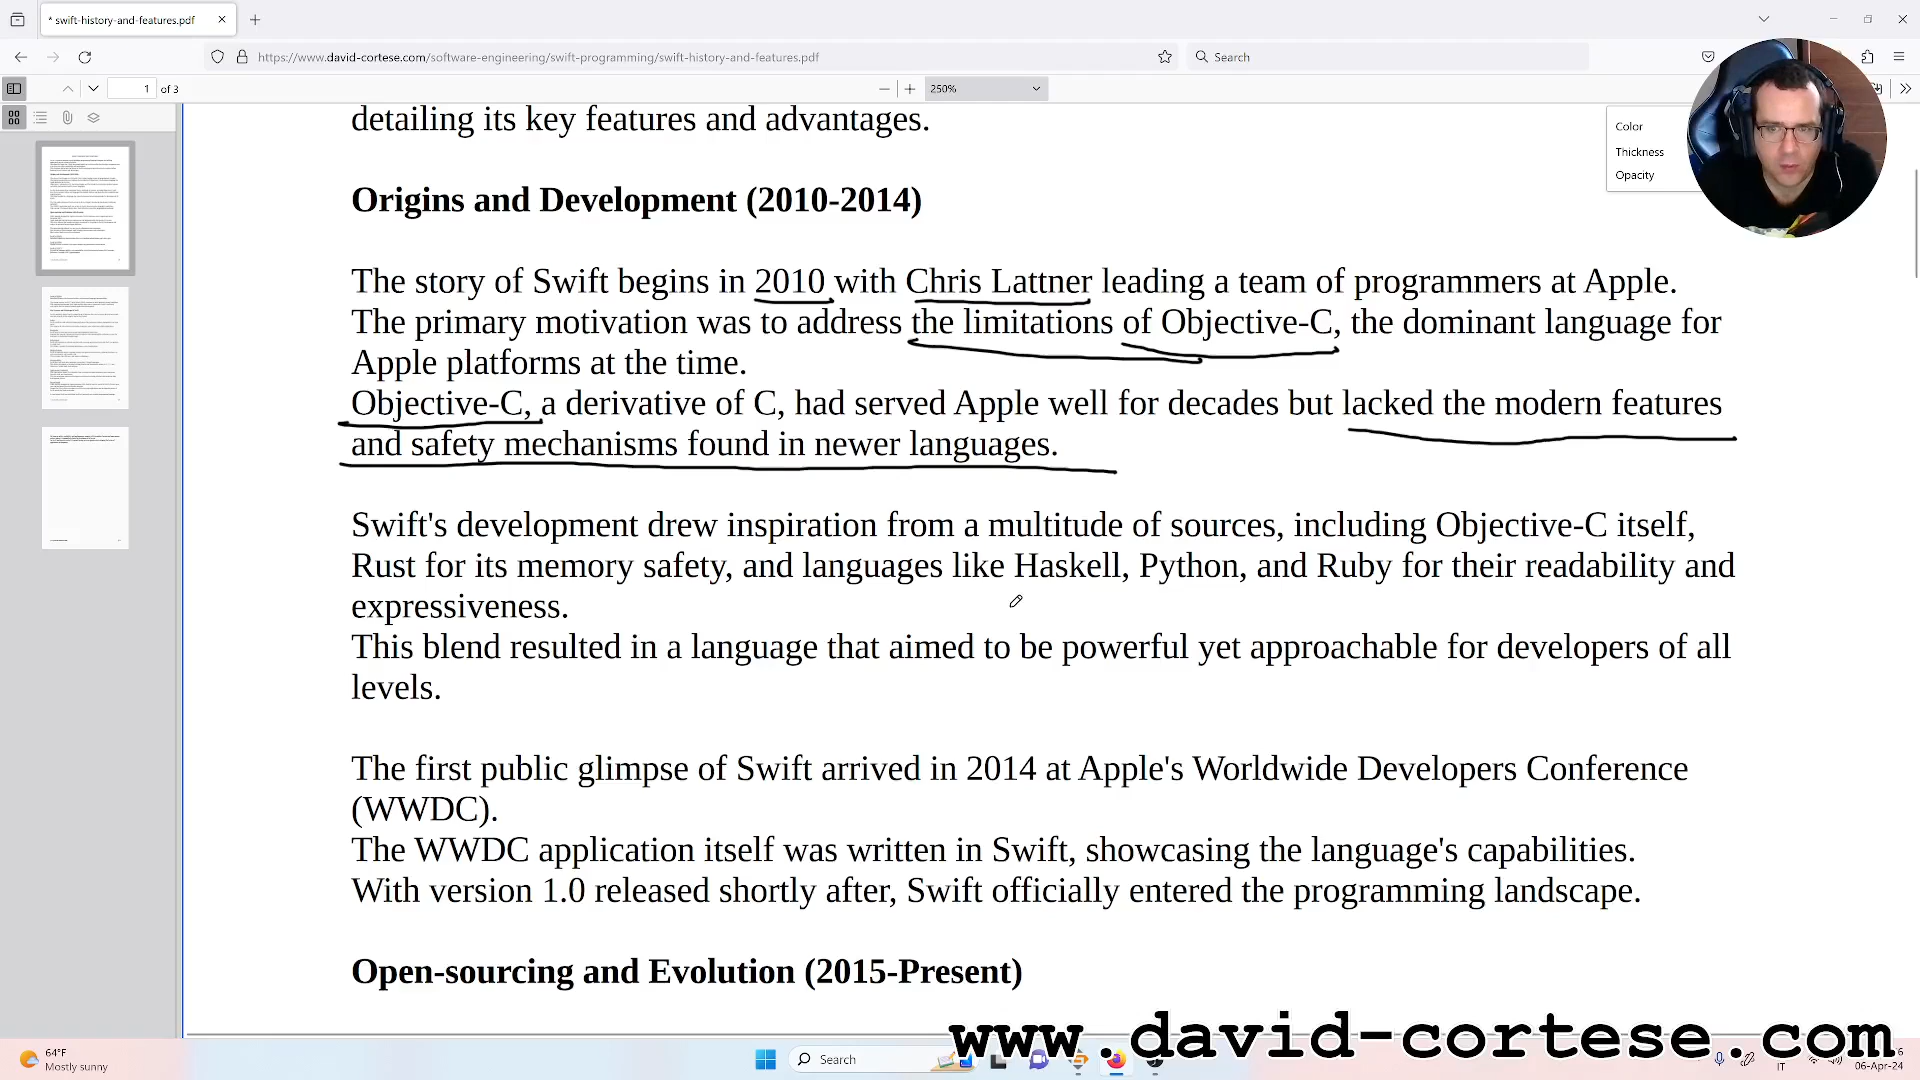 * swift-history-and-features.pdf
https://www.david-cortese.com/software-engineering/swift-programming/swift-history-and-features.pdf
Search
1 of 3
250%
detailing its key features and advantages.
Color
Thickness
Opacity
Origins and Development (2010-2014)
The story of Swift begins in 2010 with Chris Lattner leading a team of programmers at Apple.
The primary motivation was to address the limitations of Objective-C, the dominant language for
Apple platforms at the time.
Objective-C, a derivative of C, had served Apple well for decades but lacked the modern features
and safety mechanisms found in newer languages.
Swift's development drew inspiration from a multitude of sources, including Objective-C itself,
Rust for its memory safety, and languages like Haskell, Python, and Ruby for their readability and
expressiveness.
This blend resulted in a language that aimed to be powerful yet approachable for developers of all
levels.
The first public glimpse of Swift arrived in 2014 at Apple's Worldwide Developers Conference
(WWDC).
The WWDC application itself was written in Swift, showcasing the language's capabilities.
With version 1.0 released shortly after, Swift officially entered the programming landscape.
Open-sourcing and Evolution (2015-Present)
www.david-cortese.com
64°F
Mostly sunny
Search
IT
06-Apr-24